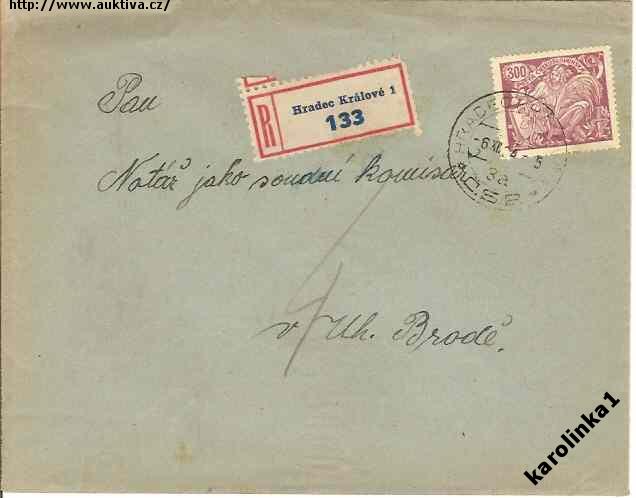 http://www.auktiva.cz/
Pan
R
Hradec Králové 1
133
300
Notář jako soudní komisař
v Uh. Brodě.
karolinka1